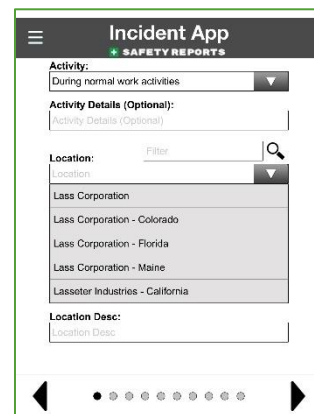 Incident App
SAFETY REPORTS
Activity:
During normal work activities
Activity Details (Optional):
Activity Details (Optional)
Filter
Location:
Location
Lass Corporation
Lass Corporation - Colorado
Lass Corporation - Florida
Lass Corporation - Maine
Lasseter Industries - California
Location Desc:
Location Desc